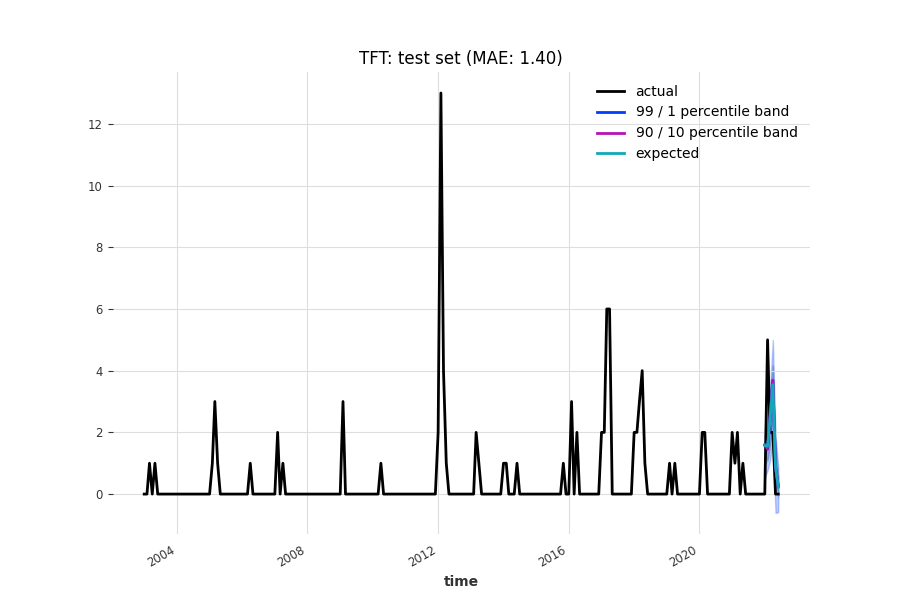 TFT: test set (MAE: 1.40)
actual
99 / 1 percentile band
90 / 10 percentile band
expected
12
10
8
6
4
2
0
2004
2008
2012
2016
2020
time